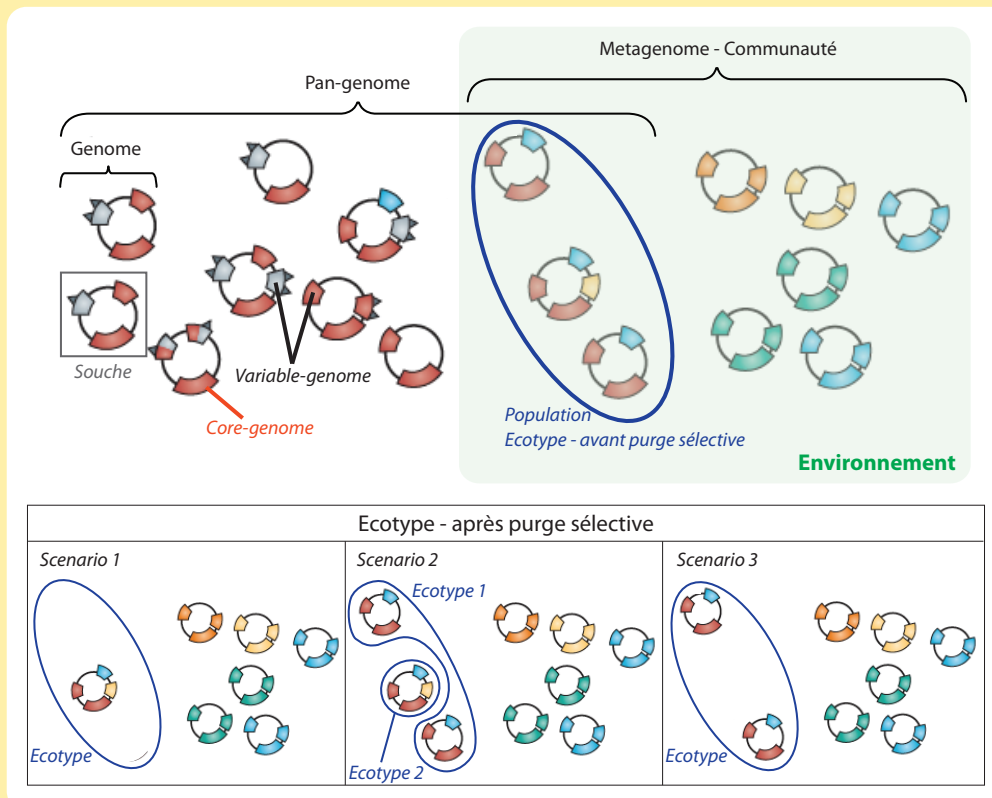 Metagenome - Communauté
Pan-genome
Genome
Souche
Variable-genome
Core-genome
Population
Ecotype - avant purge sélective
Environnement
Ecotype - après purge sélective
Scenario 1
Ecotype
Scenario 2
Ecotype 1
Ecotype 2
Scenario 3
Ecotype